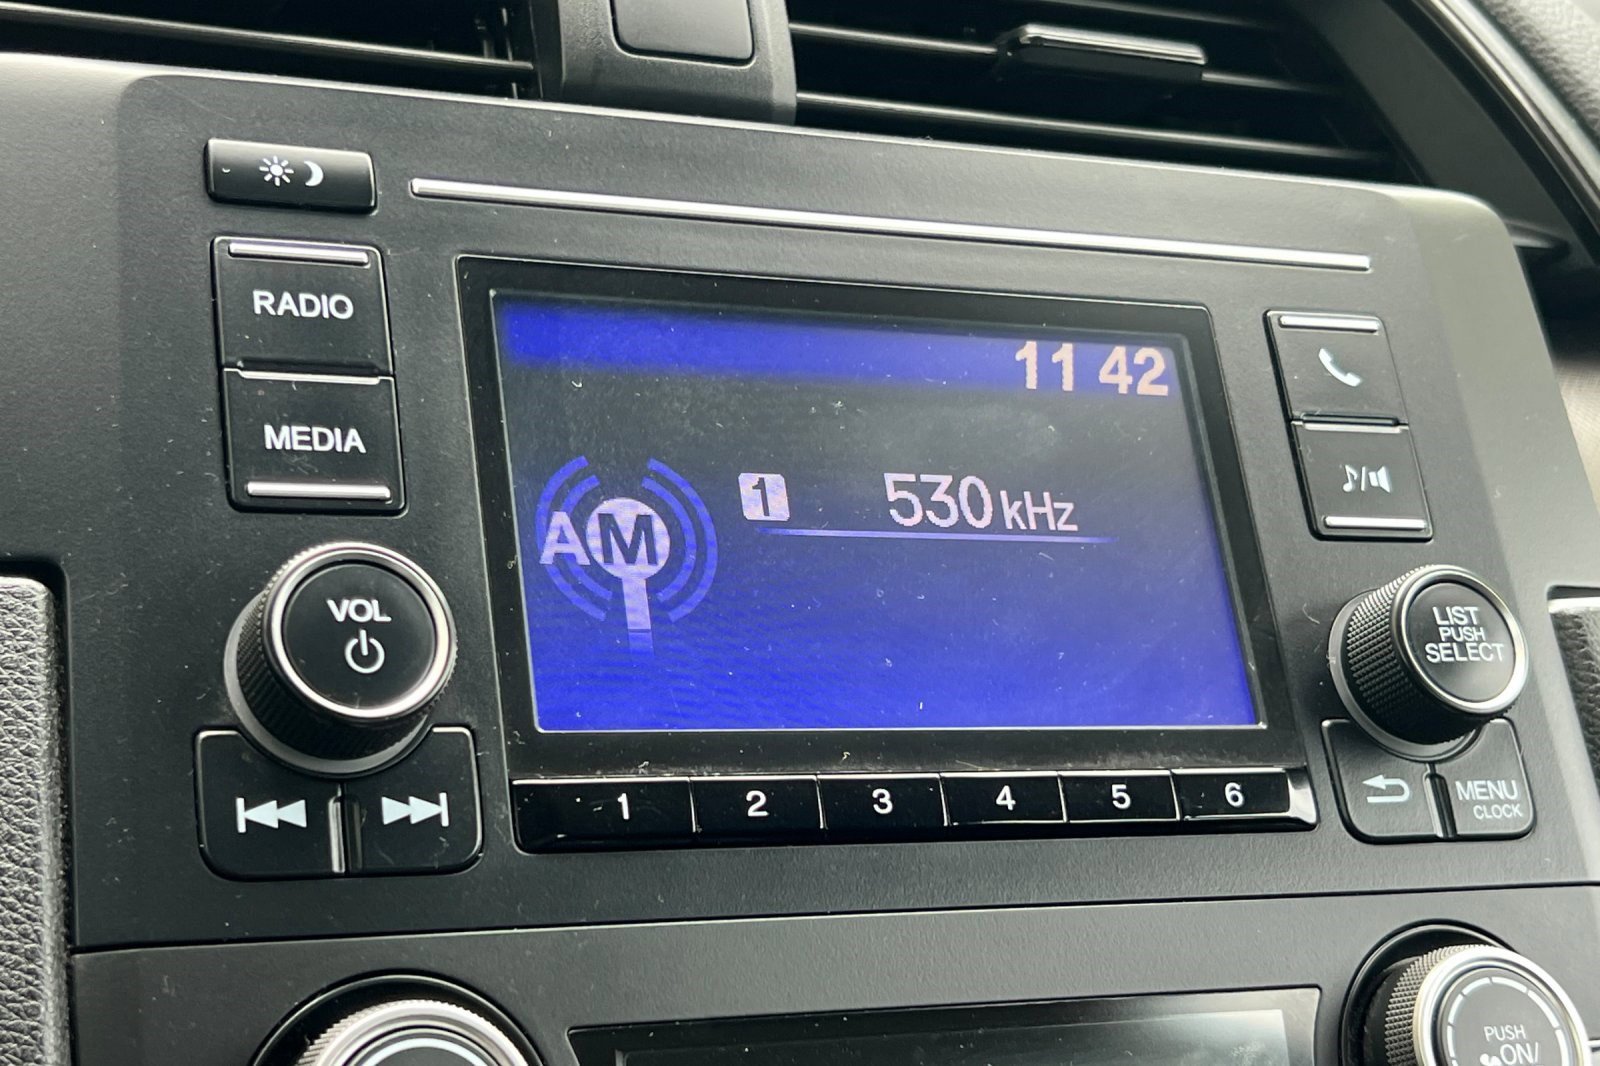 RADIO
MEDIA
VOL
11 42
AM
1
530 kHz
LIST
PUSH
SELECT
1 2 3 4 5 6
MENU
CLOCK
PUSH
ON/